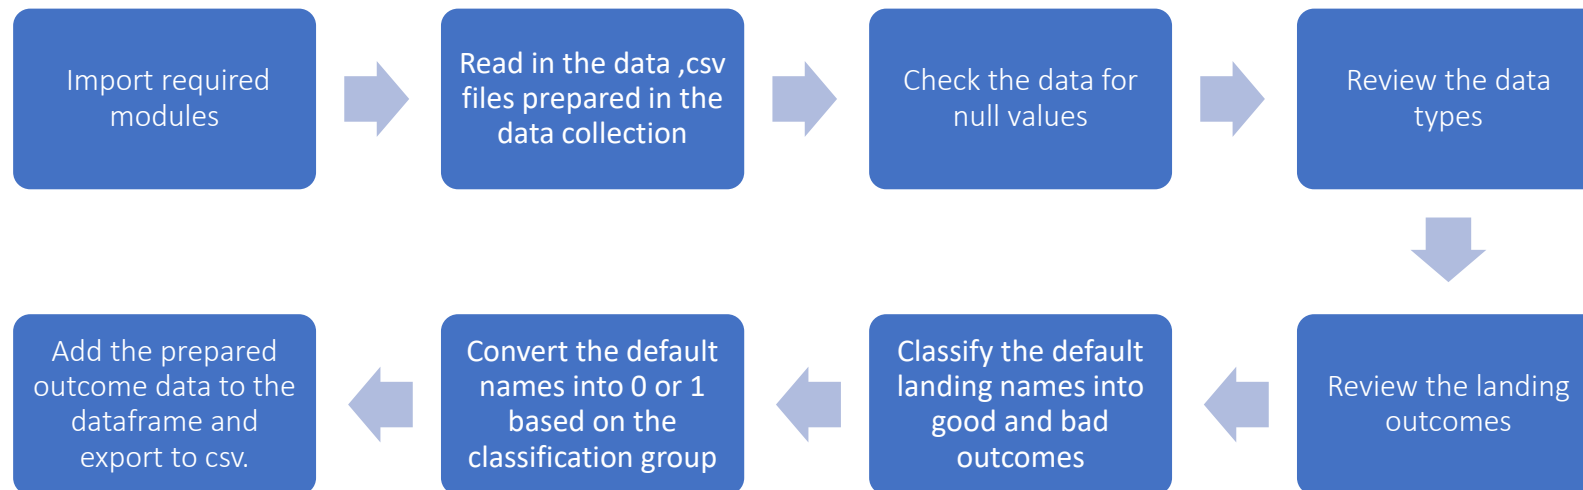 Import required
modules
Read in the data ,csv
files prepared in the
data collection
Check the data for
null values
Review the data
types
Review the landing
outcomes
Classify the default
landing names into
good and bad
outcomes
Convert the default
names into 0 or 1
based on the
classification group
Add the prepared
outcome data to the
dataframe and
export to csv.